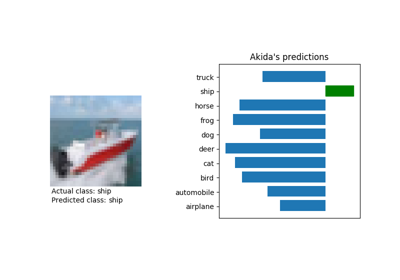 Akida's predictions
truck
ship
horse
frog
dog
deer
cat
bird
automobile
airplane
Actual class: ship
Predicted class: ship